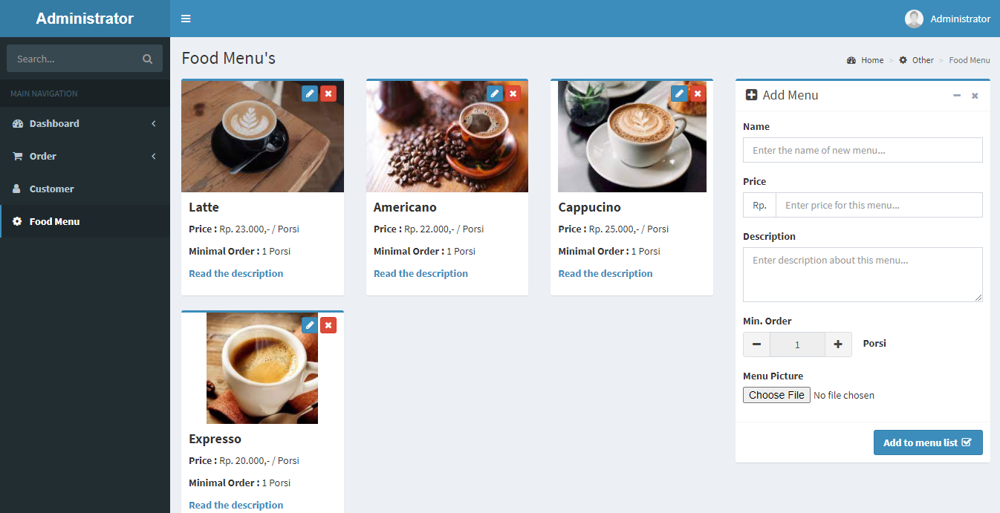 Administrator
Administrator
Search...
MAIN NAVIGATION
Dashboard
Order
Customer
Food Menu
Food Menu's
Home > Other > Food Menu
Latte
Price : Rp. 23.000,- / Porsi
Minimal Order : 1 Porsi
Read the description
Americano
Price : Rp. 22.000,- / Porsi
Minimal Order : 1 Porsi
Read the description
Cappucino
Price : Rp. 25.000,- / Porsi
Minimal Order : 1 Porsi
Read the description
Expresso
Price : Rp. 20.000,- / Porsi
Minimal Order : 1 Porsi
Read the description
Add Menu
Name
Enter the name of new menu...
Price
Rp. Enter price for this menu...
Description
Enter description about this menu...
Min. Order
1 Porsi
Menu Picture
Choose File No file chosen
Add to menu list